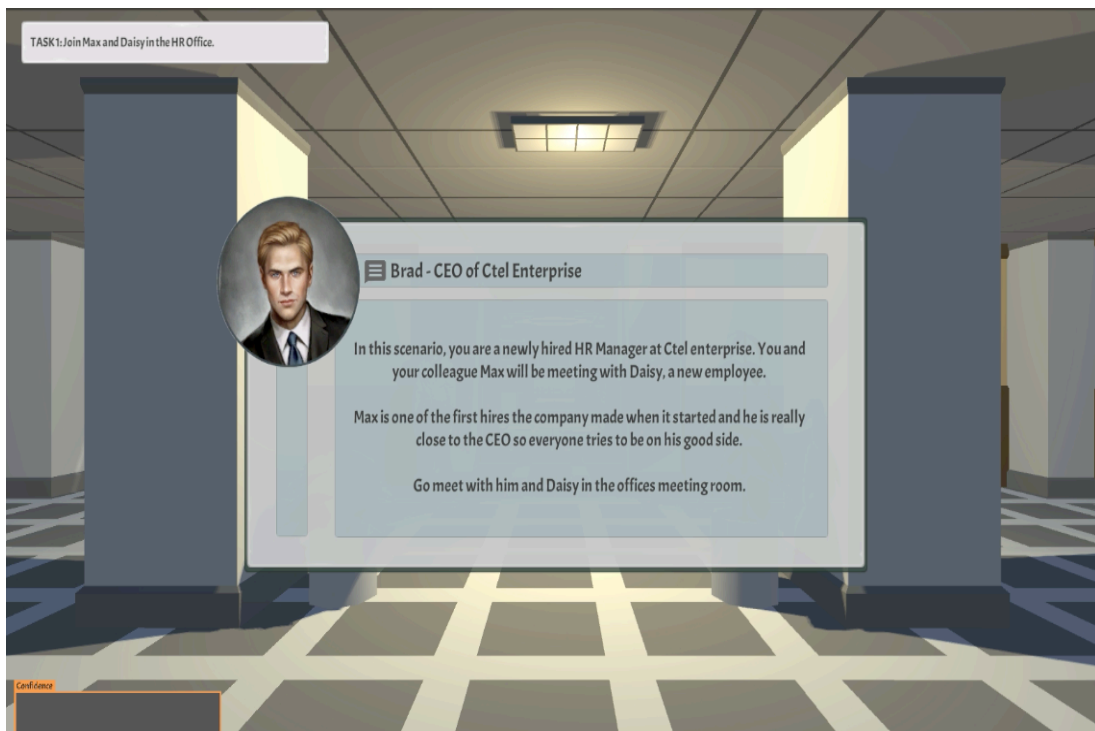 TASK 1: Join Max and Daisy in the HR Office.
Brad - CEO of Ctel Enterprise
In this scenario, you are a newly hired HR Manager at Ctel enterprise. You and
your colleague Max will be meeting with Daisy, a new employee.
Max is one of the first hires the company made when it started and he is really
close to the CEO so everyone tries to be on his good side.
Go meet with him and Daisy in the offices meeting room.
Confidence